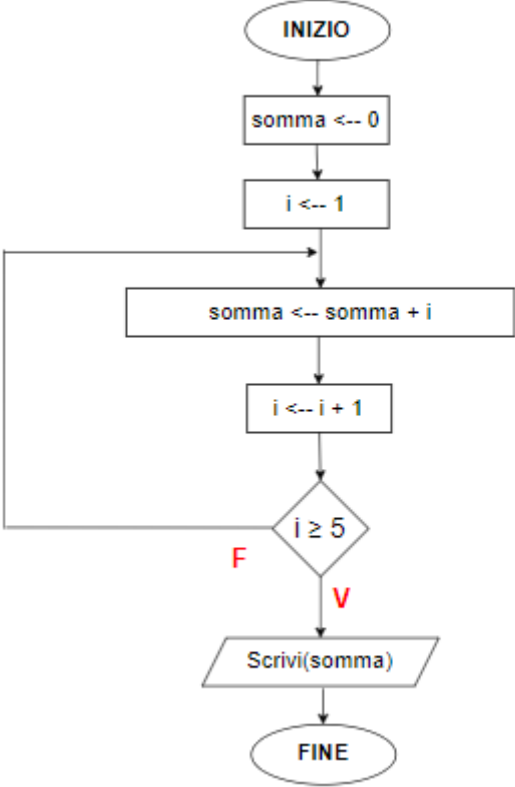 INIZIO
somma <-- 0
i <-- 1
somma <-- somma + i
i <-- i + 1
i ≥ 5
F
V
Scrivi(somma)
FINE